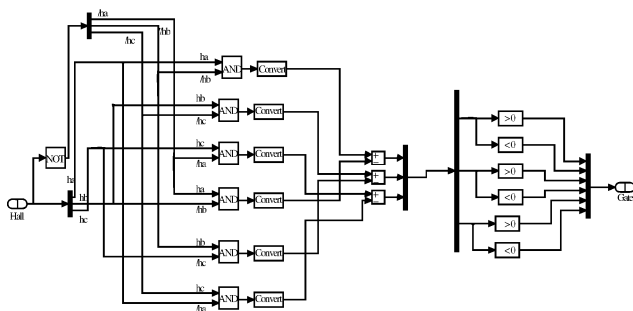 /ha
/hb
/hc
ha
/hb
AND
Convert
hb
/hc
AND
Convert
>0
NOT
hc
/ha
AND
Convert
<0
+
−
>0
ha
hb
hc
ha
/hb
AND
Convert
+
−
<0
Hall
+
−
Gate
hb
/hc
AND
Convert
>0
<0
hc
/ha
AND
Convert